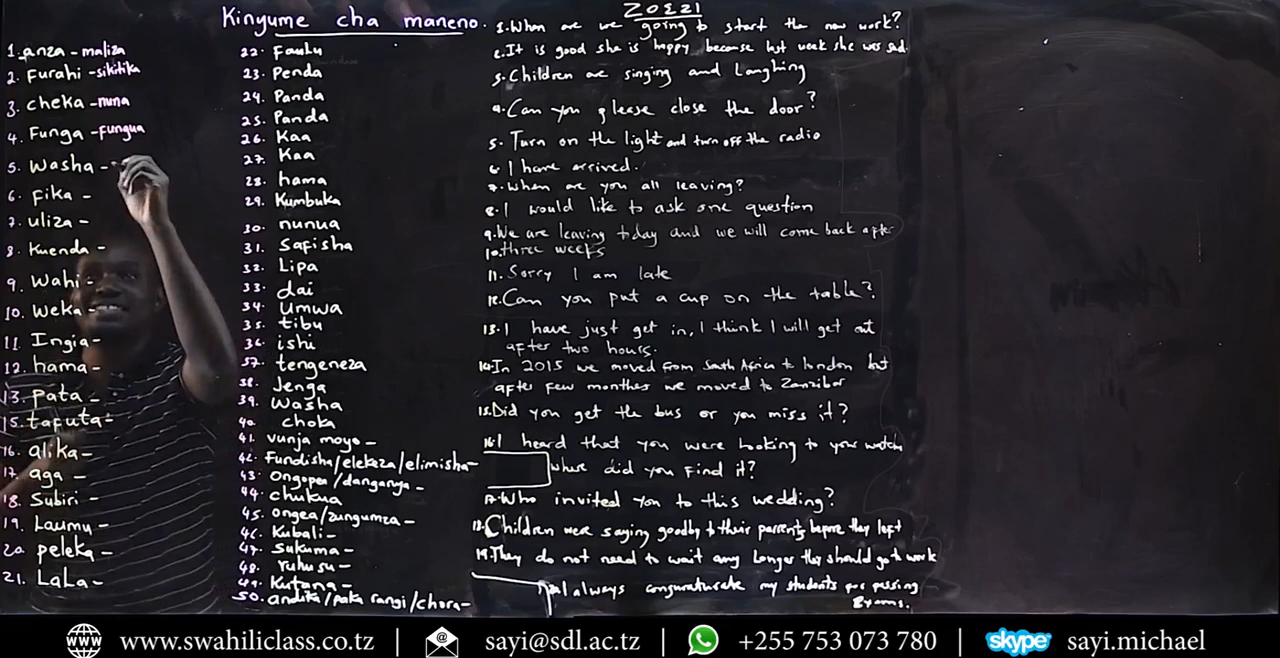 Kinyume cha maneno.
1. anza - maliza
2. Furahi - sikitika
3. cheka - nuna
4. Funga - fungua
5. Washa -
6. Fika -
7. uliza -
8. Kuenda -
9. Wahi -
10. Weka -
11. Ingia -
12. hama -
13. pata -
15. tafuta -
16. alika -
17. aga -
18. Subiri -
19. Laumu -
20. peleka -
21. LaLa -
22. Faulu
23. Penda
24. Panda
25. Panda
26. Kaa
27. Kaa
28. hama
29. Kumbuka
30. nunua
31. Safisha
32. Lipa
33. dai
34. umwa
35. tibu
36. ishi
37. tengeneza
38. Jenga
39. Washa
40. choka
41. vunja moyo -
42. Fundisha/elekeza/elimisha -
43. Ongopea/danganya -
44. chukua
45. ongea/zungumza -
46. Kubali -
47. Sukuma -
48. ruhusu -
49. Kutana -
50. andika/paka rangi/chora -
ZOEZI
1. When are we going to start the new work?
2. It is good she is happy because last week she was sad.
3. Children are singing and Laughing
4. Can you please close the door?
5. Turn on the light and turn off the radio
6. I have arrived.
7. When are you all leaving?
8. I would like to ask one question
9. We are leaving today and we will come back after
10. three weeks
11. Sorry I am late
12. Can you put a cup on the table?
13. I have just get in, I think I will get out
after two hours.
14. In 2015 we moved from South Africa to london but
after few monthes we moved to Zanzibar
15. Did you get the bus or you miss it?
16. I heard that you were Looking to your watch
where did you find it?
17. Who invited you to this wedding?
18. Children were saying goodby to their parrents before they left
19. They do not need to wait any Longer they should go to work
I always conguraturate my students for passing
Exams.
www.swahiliclass.co.tz | sayi@sdl.ac.tz | +255 753 073 780 | skype sayi.michael